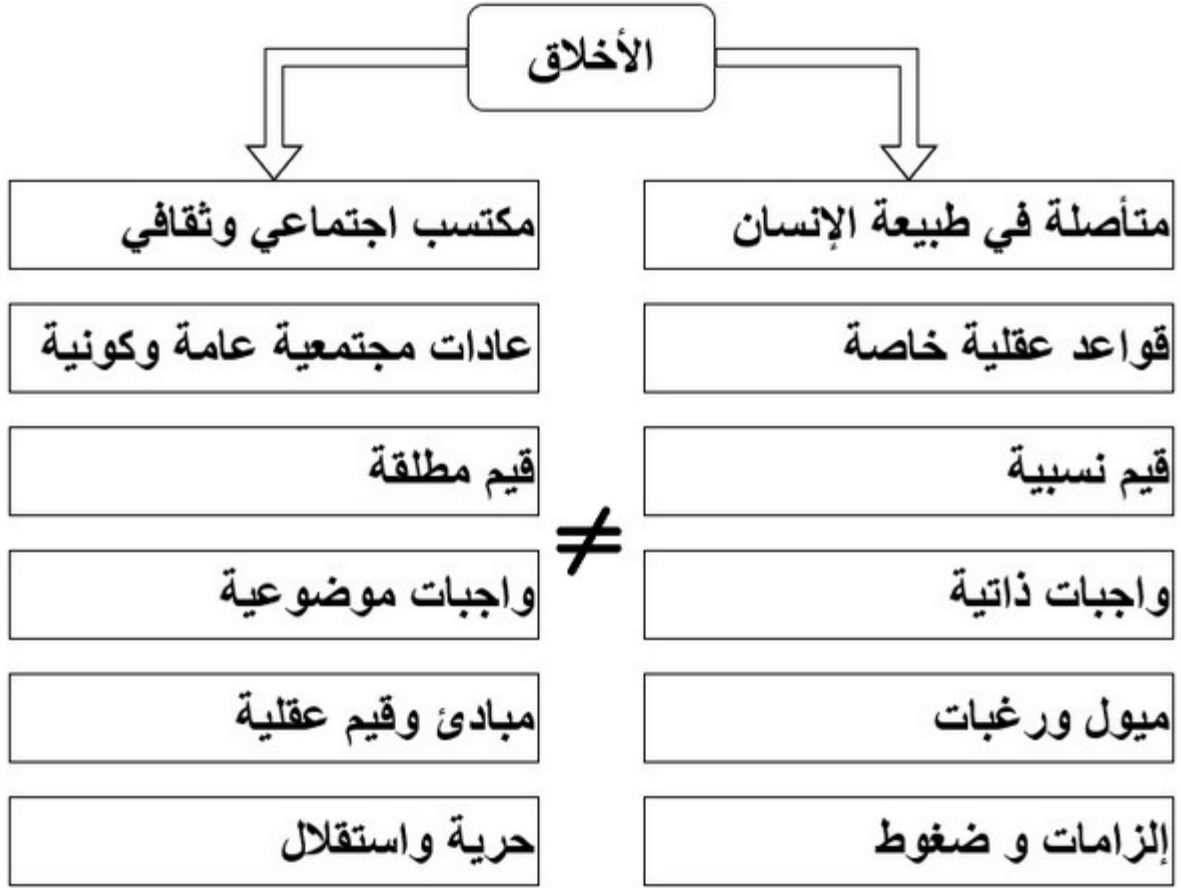 الأخلاق
متأصلة في طبيعة الإنسان
مكتسب اجتماعي وثقافي
قواعد عقلية خاصة
عادات مجتمعية عامة وكونية
قيم نسبية
قيم مطلقة
≠
واجبات ذاتية
واجبات موضوعية
ميول ورغبات
مبادئ وقيم عقلية
إلزامات و ضغوط
حرية واستقلال